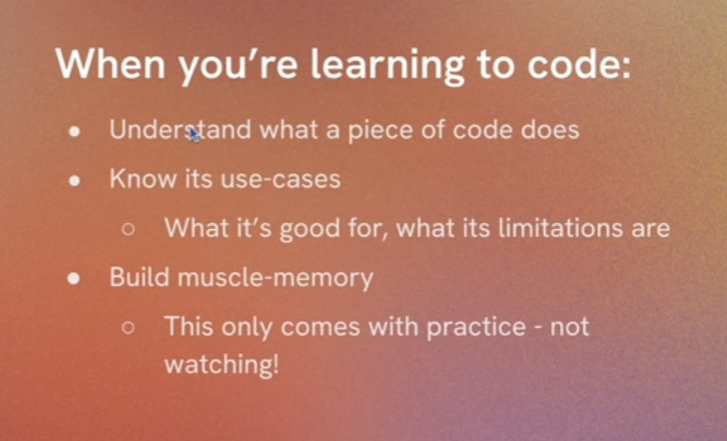 When you’re learning to code:
● Understand what a piece of code does
● Know its use-cases
○ What it’s good for, what its limitations are
● Build muscle-memory
○ This only comes with practice - not
watching!